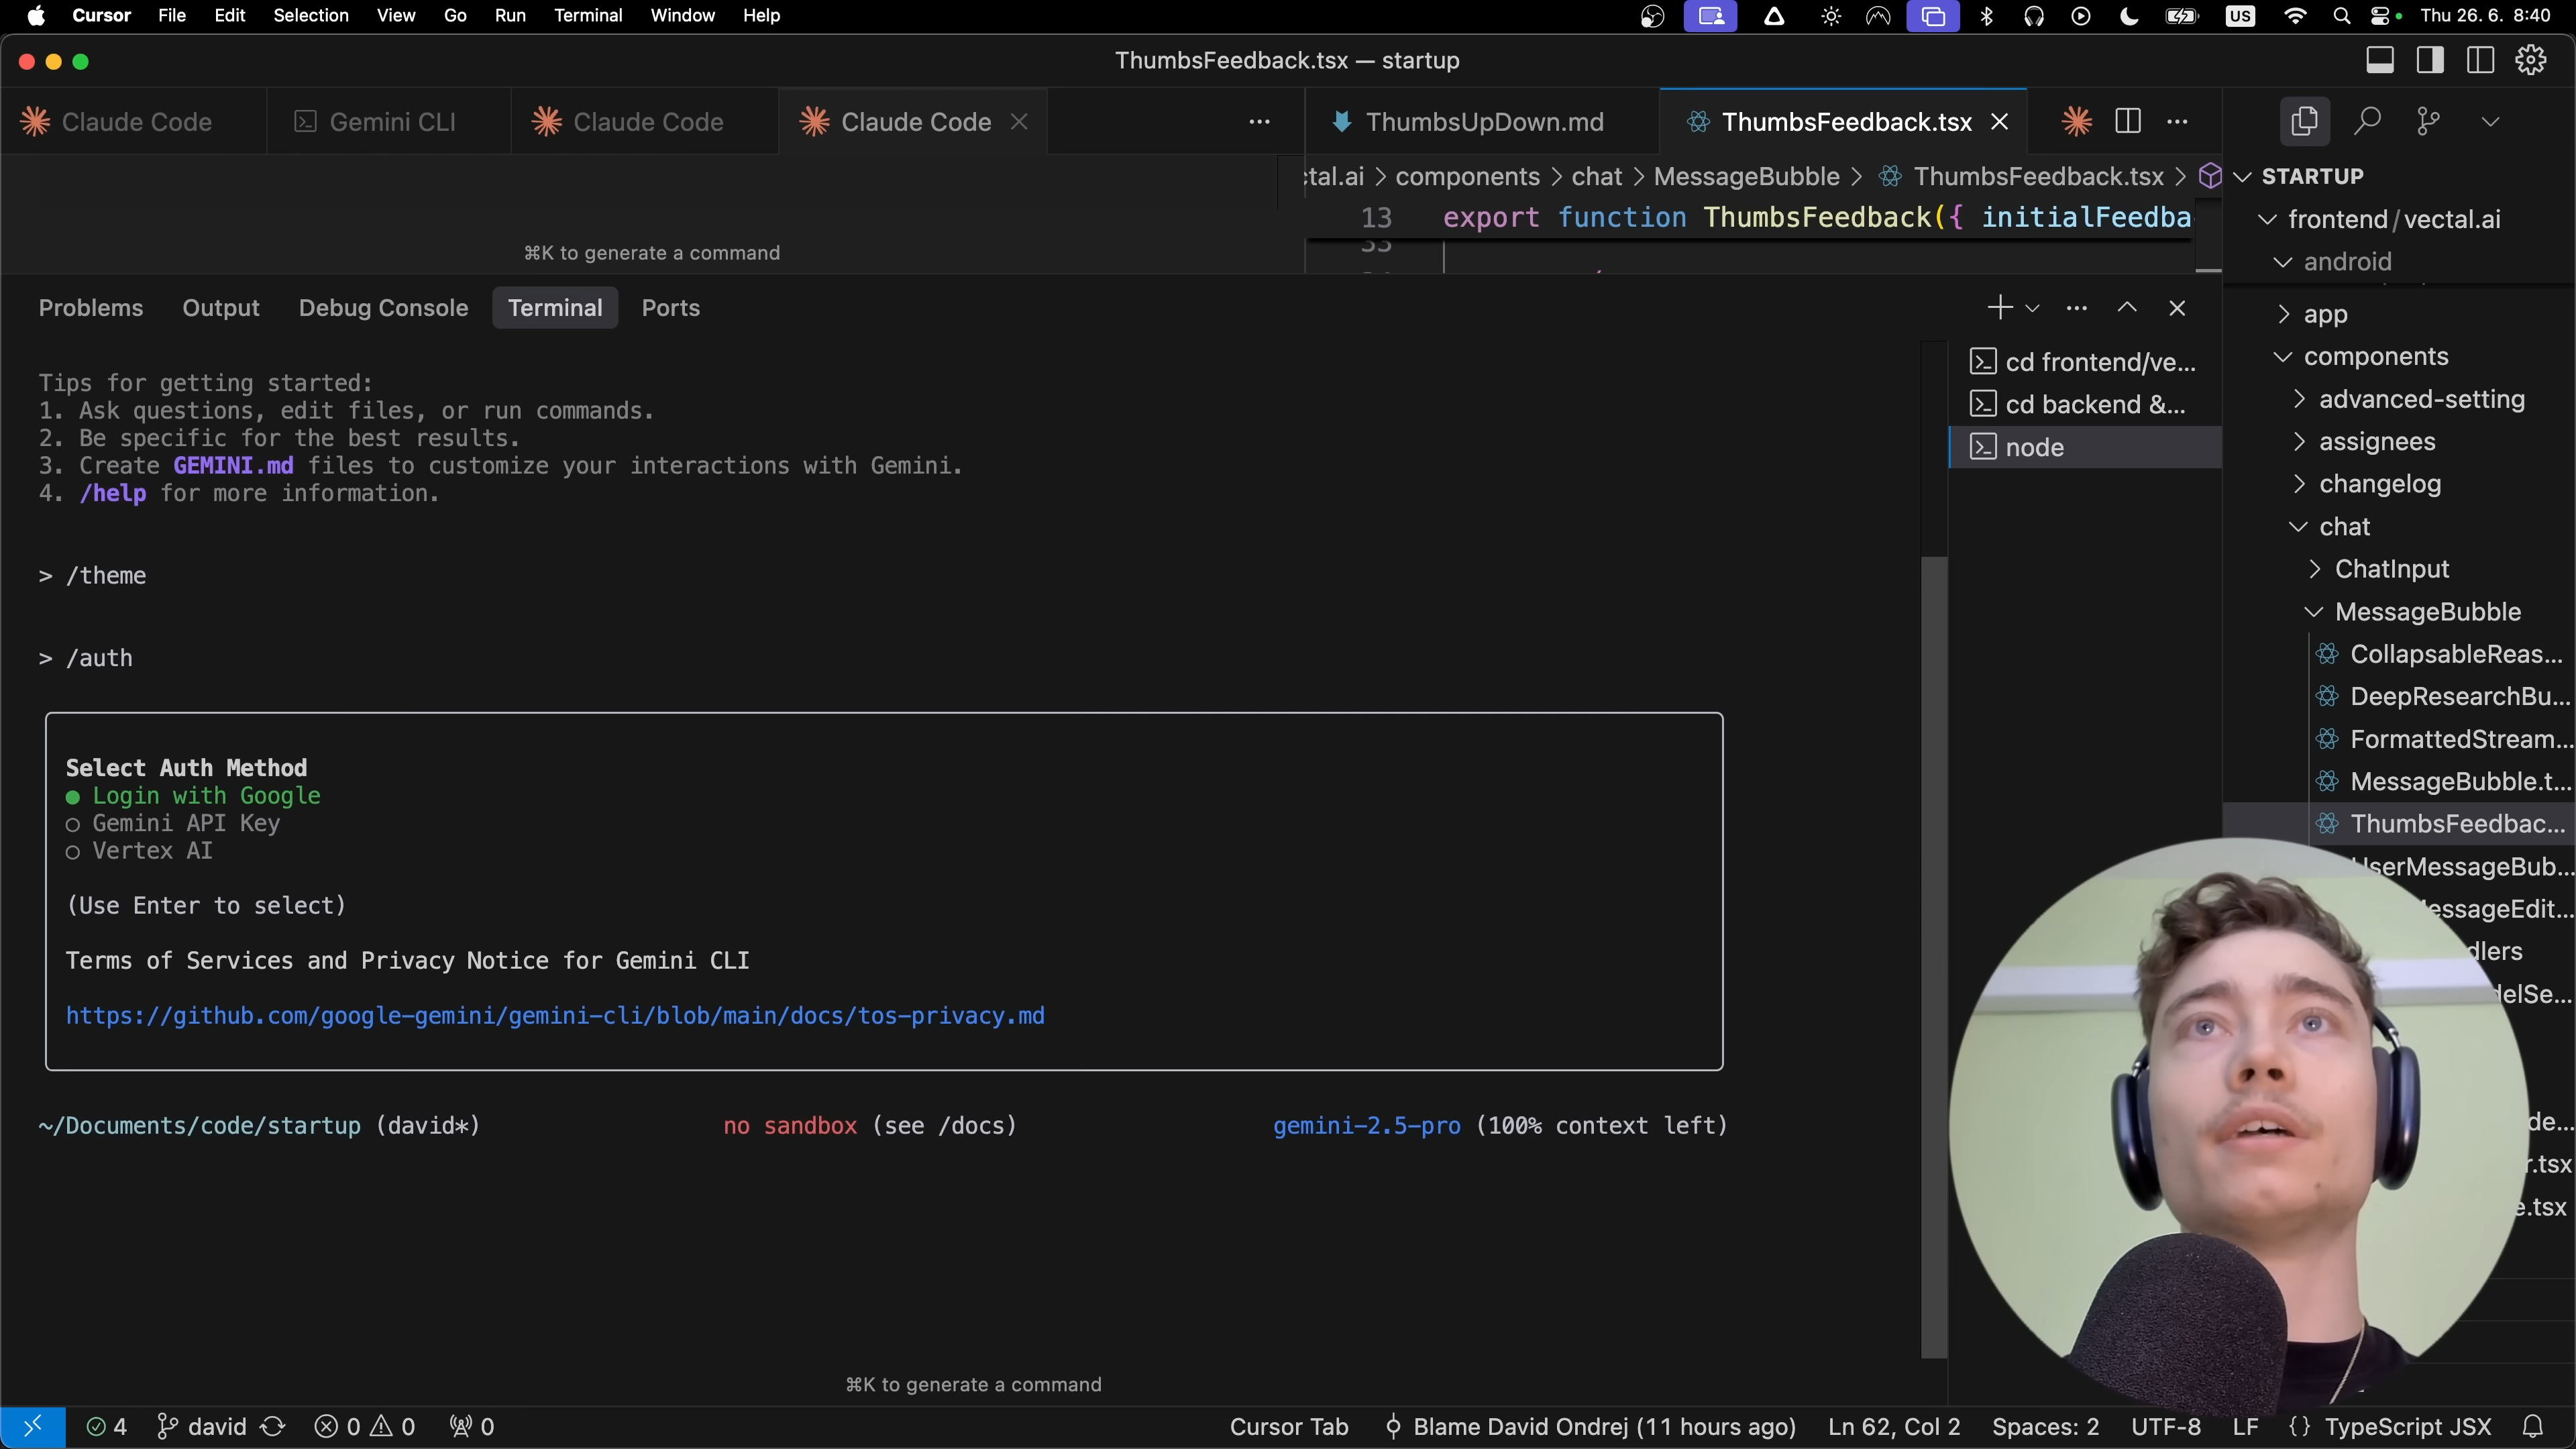 Cursor File Edit Selection View Go Run Terminal Window Help
US Thu 26. 6. 8:40
ThumbsFeedback.tsx — startup
Claude Code Gemini CLI Claude Code Claude Code
ThumbsUpDown.md ThumbsFeedback.tsx
ctal.ai > components > chat > MessageBubble > ThumbsFeedback.tsx >
13 export function ThumbsFeedback({ initialFeedba
33
⌘K to generate a command
Problems Output Debug Console Terminal Ports
Tips for getting started:
1. Ask questions, edit files, or run commands.
2. Be specific for the best results.
3. Create GEMINI.md files to customize your interactions with Gemini.
4. /help for more information.
> /theme
> /auth
Select Auth Method
● Login with Google
○ Gemini API Key
○ Vertex AI
(Use Enter to select)
Terms of Services and Privacy Notice for Gemini CLI
https://github.com/google-gemini/gemini-cli/blob/main/docs/tos-privacy.md
~/Documents/code/startup (david*) no sandbox (see /docs) gemini-2.5-pro (100% context left)
⌘K to generate a command
cd frontend/ve...
cd backend &...
node
STARTUP
frontend/vectal.ai
android
app
components
advanced-setting
assignees
changelog
chat
ChatInput
MessageBubble
CollapsableReas...
DeepResearchBu...
FormattedStream...
MessageBubble.t...
ThumbsFeedbac...
UserMessageBub...
essageEdit...
dlers
delSe...
de...
r.tsx
e.tsx
4 david 0 0 0
Cursor Tab Blame David Ondrej (11 hours ago) Ln 62, Col 2 Spaces: 2 UTF-8 LF {} TypeScript JSX